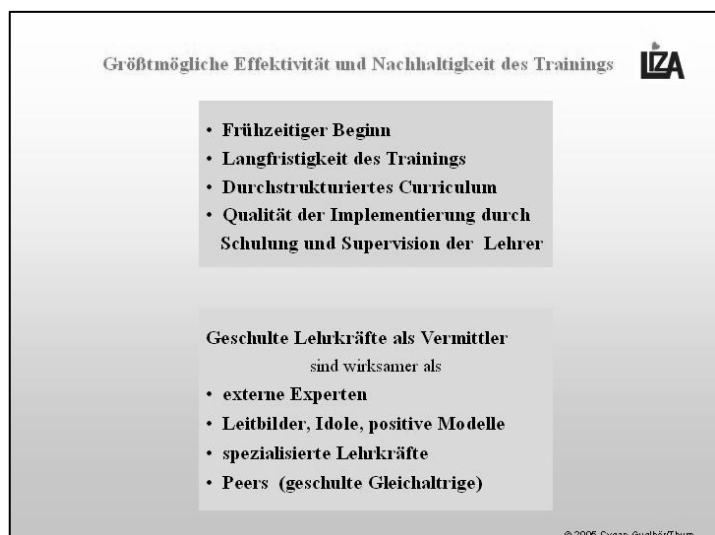 Größtmögliche Effektivität und Nachhaltigkeit des Trainings
LIZA
• Frühzeitiger Beginn
• Langfristigkeit des Trainings
• Durchstrukturiertes Curriculum
• Qualität der Implementierung durch
Schulung und Supervision der Lehrer
Geschulte Lehrkräfte als Vermittler
sind wirksamer als
• externe Experten
• Leitbilder, Idole, positive Modelle
• spezialisierte Lehrkräfte
• Peers (geschulte Gleichaltrige)